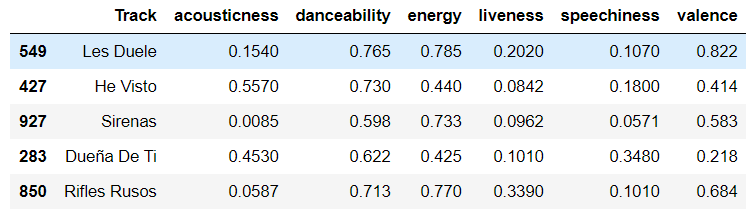 Track acousticness danceability energy liveness speechiness valence
549 Les Duele 0.1540 0.765 0.785 0.2020 0.1070 0.822
427 He Visto 0.5570 0.730 0.440 0.0842 0.1800 0.414
927 Sirenas 0.0085 0.598 0.733 0.0962 0.0571 0.583
283 Dueña De Ti 0.4530 0.622 0.425 0.1010 0.3480 0.218
850 Rifles Rusos 0.0587 0.713 0.770 0.3390 0.1010 0.684